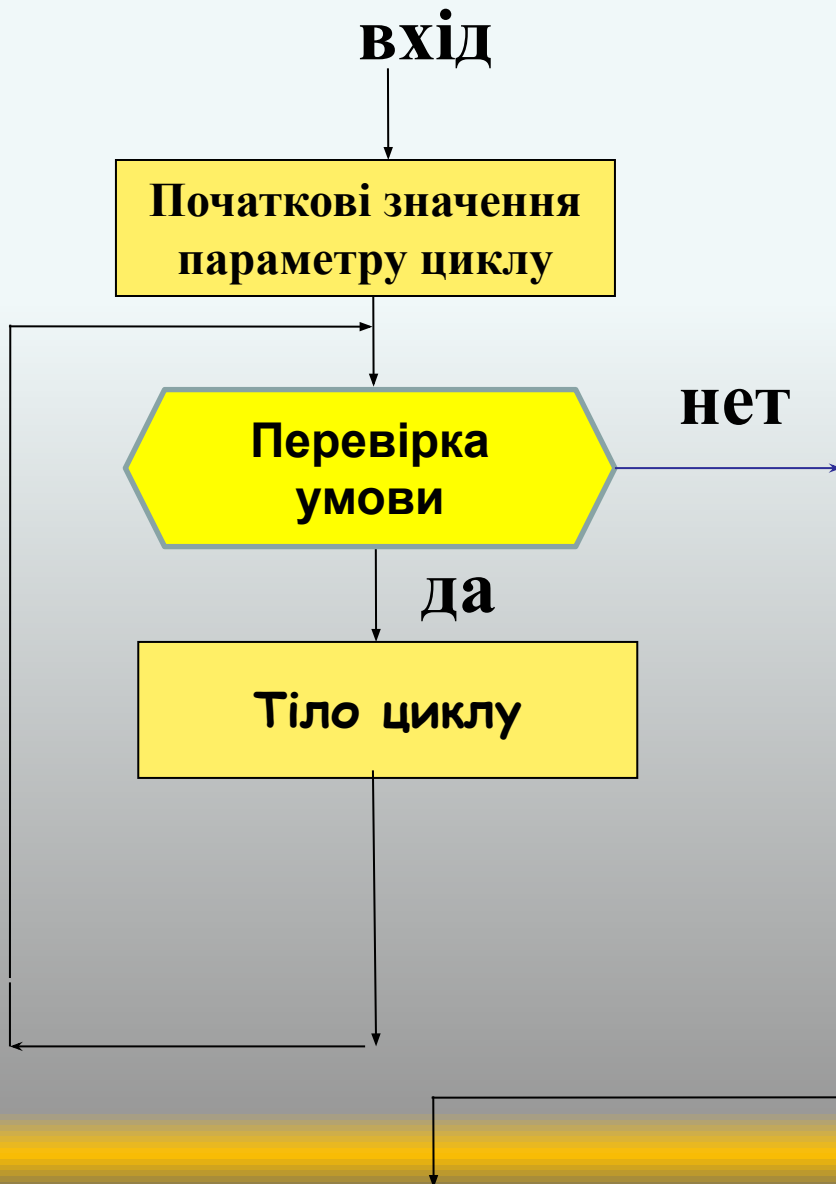 вхід
Початкові значення
параметру циклу
Перевірка
умови
нет
да
Тіло циклу